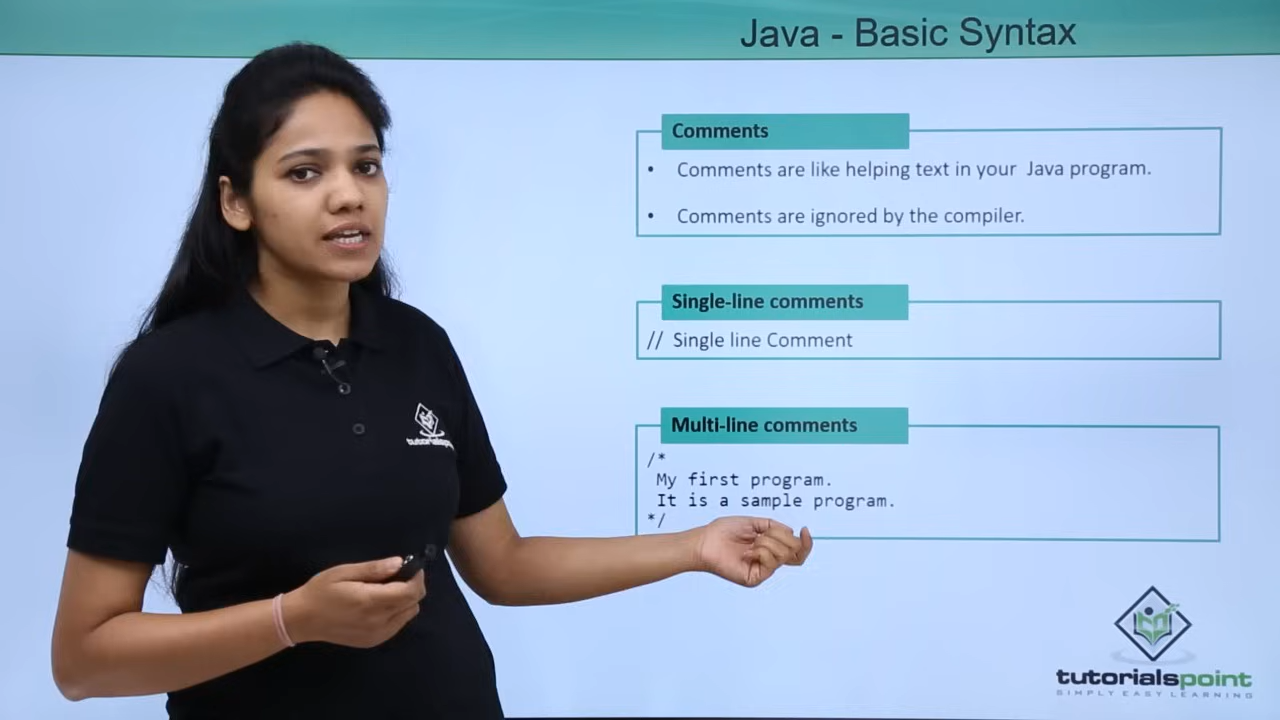 Java - Basic Syntax
Comments
• Comments are like helping text in your Java program.
• Comments are ignored by the compiler.
Single-line comments
// Single line Comment
Multi-line comments
/*
My first program.
It is a sample program.
*/
tutorialspoint
tutorialspoint
SIMPLY EASY LEARNING